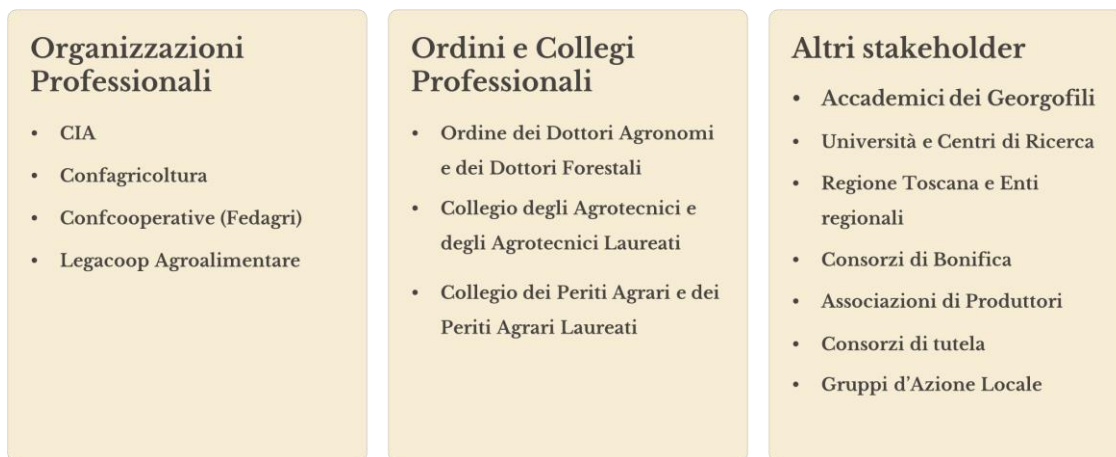 Organizzazioni
Professionali
• CIA
• Confagricoltura
• Confcooperative (Fedagri)
• Legacoop Agroalimentare
Ordini e Collegi
Professionali
• Ordine dei Dottori Agronomi
e dei Dottori Forestali
• Collegio degli Agrotecnici e
degli Agrotecnici Laureati
• Collegio dei Periti Agrari e dei
Periti Agrari Laureati
Altri stakeholder
• Accademici dei Georgofili
• Università e Centri di Ricerca
• Regione Toscana e Enti
regionali
• Consorzi di Bonifica
• Associazioni di Produttori
• Consorzi di tutela
• Gruppi d’Azione Locale